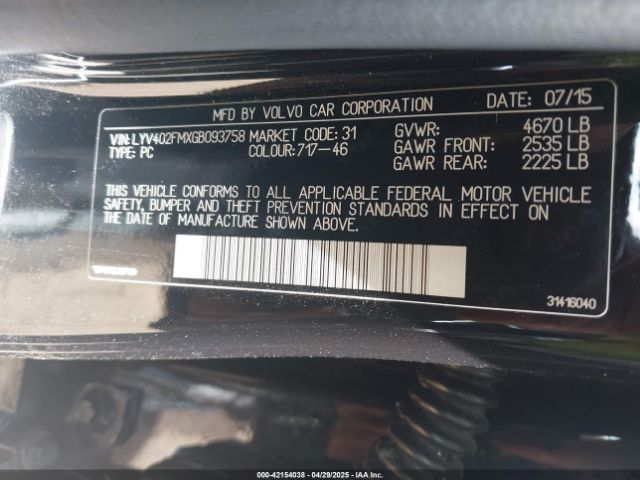 MFD BY VOLVO CAR CORPORATION DATE: 07/15
VIN: LYV402FMXGB093758 MARKET CODE: 31 GVWR: 4670 LB
TYPE: PC COLOUR: 717-46 GAWR FRONT: 2535 LB
GAWR REAR: 2225 LB
THIS VEHICLE CONFORMS TO ALL APPLICABLE FEDERAL MOTOR VEHICLE
SAFETY, BUMPER AND THEFT PREVENTION STANDARDS IN EFFECT ON
THE DATE OF MANUFACTURE SHOWN ABOVE.
VOLVO
31416040
000-42154038 - 04/29/2025 - IAA Inc.